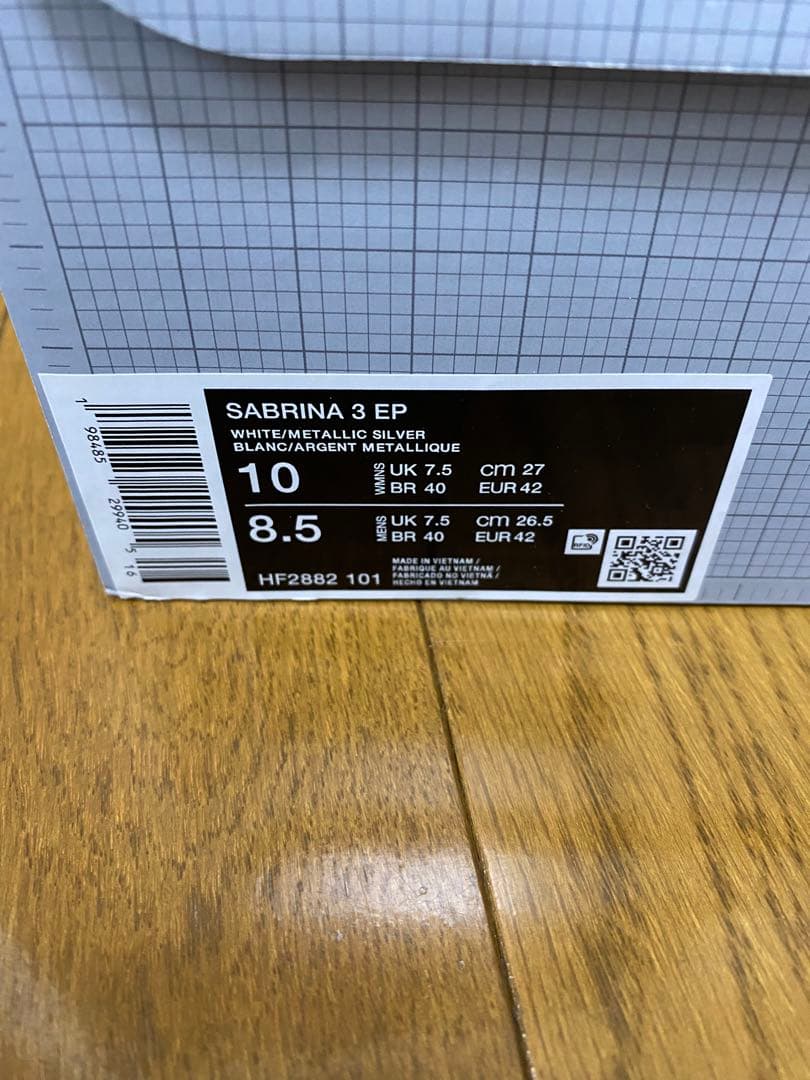 SABRINA 3 EP
WHITE/METALLIC SILVER
BLANC/ARGENT METALLIQUE
10 WMNS UK 7.5 cm 27
BR 40 EUR 42
8.5 MENS UK 7.5 cm 26.5
BR 40 EUR 42
HF2882 101
MADE IN VIETNAM /
FABRIQUE AU VIETNAM /
FABRICADO NO VIETNÃ /
HECHO EN VIETNAM
RFID
1 98485 29940 5 16